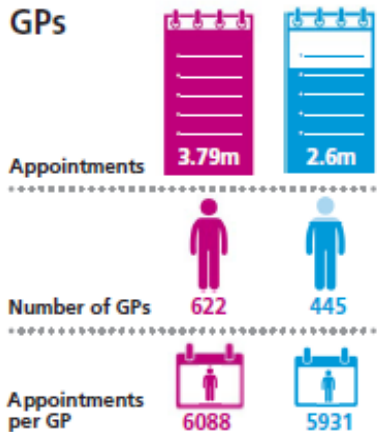 GPs
Appointments 3.79m 2.6m
Number of GPs 622 445
Appointments
per GP 6088 5931